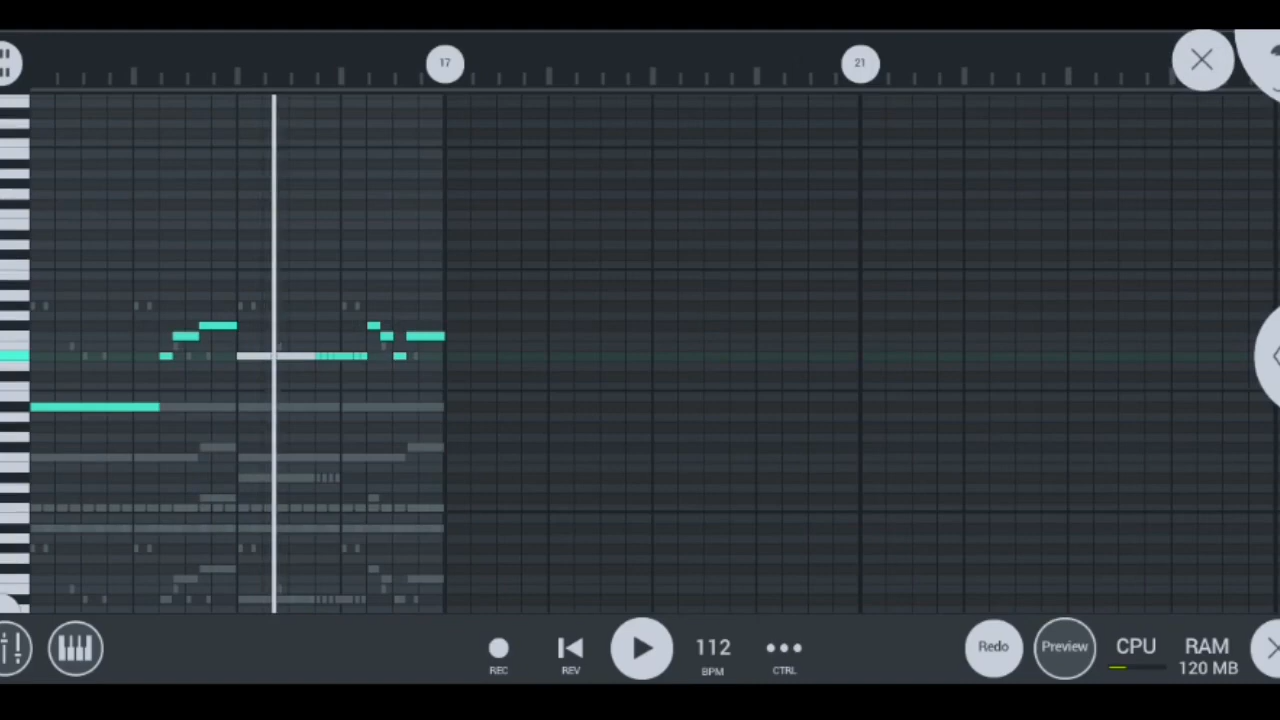 17
21
REC
REV
112
BPM
CTRL
Redo
Preview
CPU
RAM
120 MB